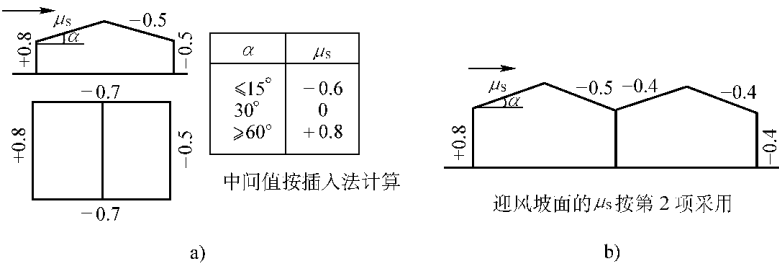 μs
-0.5
+0.8
α
-0.5
-0.7
+0.8
-0.5
-0.7
α μs
≤15° -0.6
30° 0
≥60° +0.8
中间值按插入法计算
a)
μs
-0.5
-0.4
-0.4
+0.8
α
-0.4
迎风坡面的μs按第2项采用
b)